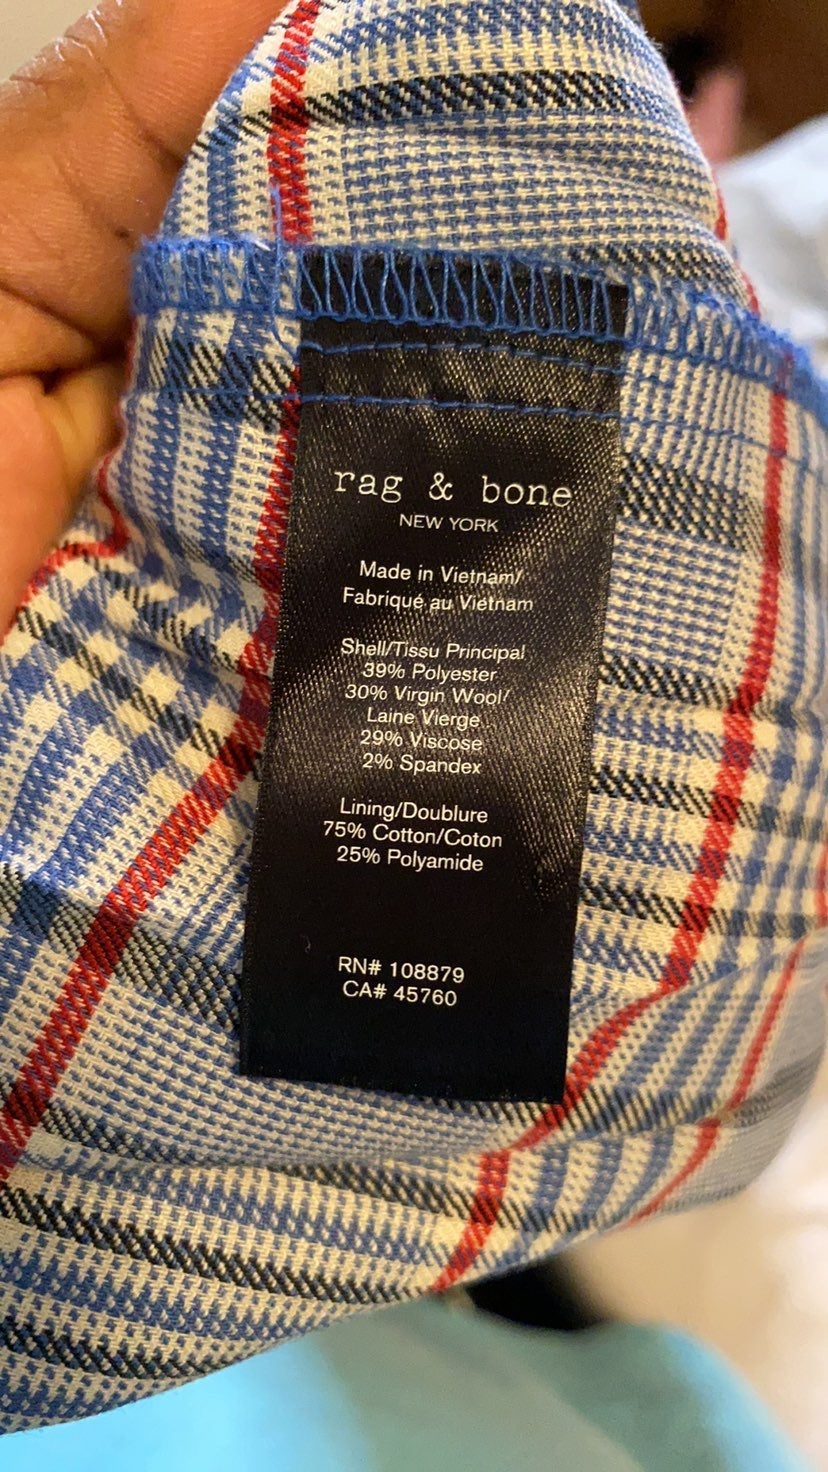 rag & bone
NEW YORK
Made in Vietnam/
Fabriqué au Viétnam
Shell/Tissu Principal
39% Polyester
30% Virgin Wool/
Laine Vierge
29% Viscose
2% Spandex
Lining/Doublure
75% Cotton/Coton
25% Polyamide
RN# 108879
CA# 45760